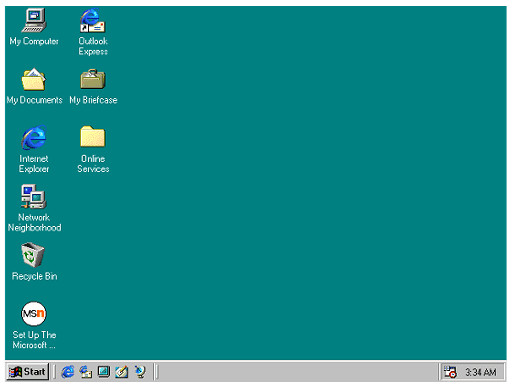 My Computer
Outlook
Express
My Documents
My Briefcase
Internet
Explorer
Online
Services
Network
Neighborhood
Recycle Bin
msn
Set Up The
Microsoft ...
Start
3:34 AM